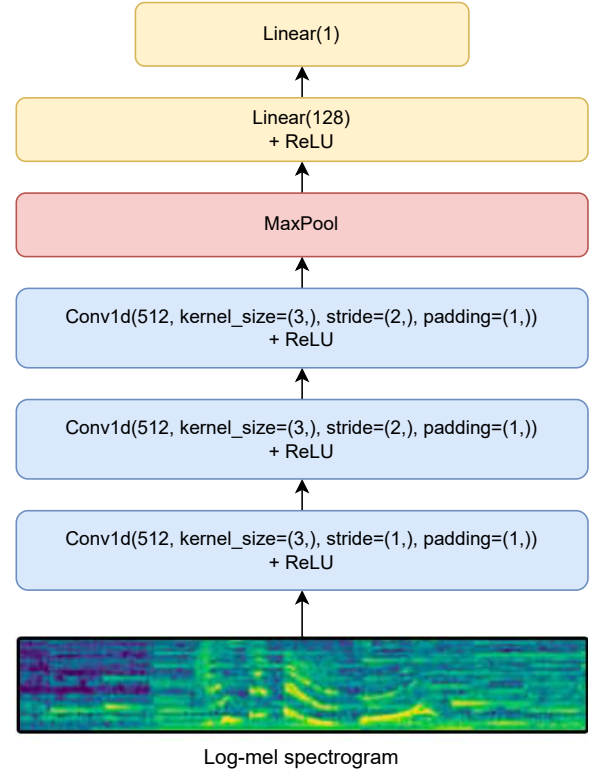 Linear(1)
Linear(128)
+ ReLU
MaxPool
Conv1d(512, kernel_size=(3,), stride=(2,), padding=(1,))
+ ReLU
Conv1d(512, kernel_size=(3,), stride=(2,), padding=(1,))
+ ReLU
Conv1d(512, kernel_size=(3,), stride=(1,), padding=(1,))
+ ReLU
Log-mel spectrogram